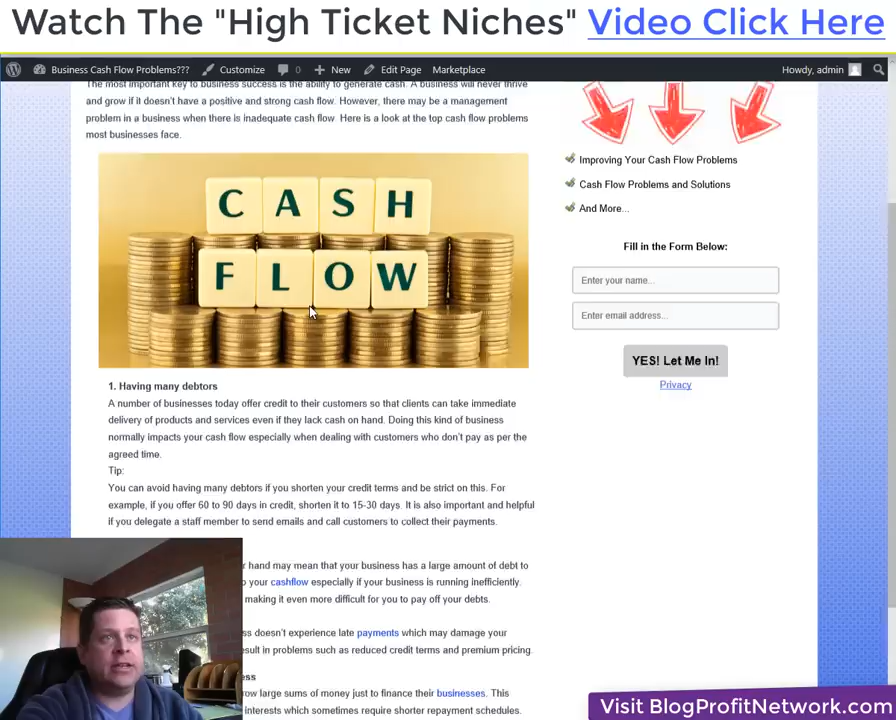 Watch The "High Ticket Niches" Video Click Here
Business Cash Flow Problems??? Customize 0 New Edit Page Marketplace Howdy, admin
The most important key to business success is the ability to generate cash. A business will never thrive
and grow if it doesn't have a positive and strong cash flow. However, there may be a management
problem in a business when there is inadequate cash flow Here is a look at the top cash flow problems
most businesses face.
CASH
FLOW
1. Having many debtors
A number of businesses today offer credit to their customers so that clients can take immediate
delivery of products and services even if they lack cash on hand. Doing this kind of business
normally impacts your cash flow especially when dealing with customers who don't pay as per the
agreed time.
Tip:
You can avoid having many debtors if you shorten your credit terms and be strict on this. For
example, if you offer 60 to 90 days in credit, shorten it to 15-30 days. It is also important and helpful
if you delegate a staff member to send emails and call customers to collect their payments.
hand may mean that your business has a large amount of debt to
your cashflow especially if your business is running inefficiently.
making it even more difficult for you to pay off your debts.
doesn't experience late payments which may damage your
result in problems such as reduced credit terms and premium pricing.
large sums of money just to finance their businesses. This
interests which sometimes require shorter repayment schedules.
Improving Your Cash Flow Problems
Cash Flow Problems and Solutions
And More...
Fill in the Form Below:
Enter your name...
Enter email address...
YES! Let Me In!
Privacy
Visit BlogProfitNetwork.com